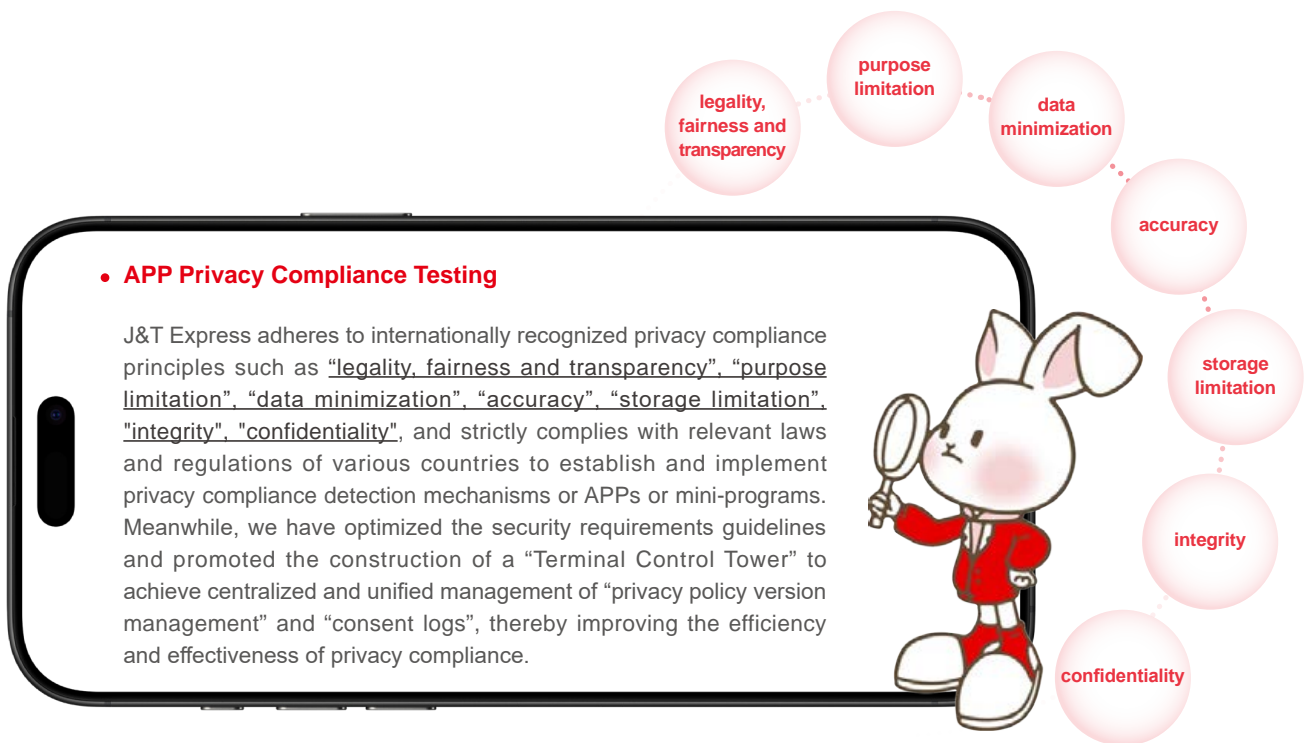 purpose
limitation
legality,
fairness and
transparency
data
minimization
accuracy
storage
limitation
integrity
confidentiality
• APP Privacy Compliance Testing
J&T Express adheres to internationally recognized privacy compliance
principles such as “legality, fairness and transparency”, “purpose
limitation”, “data minimization”, “accuracy”, “storage limitation”,
"integrity", "confidentiality", and strictly complies with relevant laws
and regulations of various countries to establish and implement
privacy compliance detection mechanisms or APPs or mini-programs.
Meanwhile, we have optimized the security requirements guidelines
and promoted the construction of a “Terminal Control Tower” to
achieve centralized and unified management of “privacy policy version
management” and “consent logs”, thereby improving the efficiency
and effectiveness of privacy compliance.